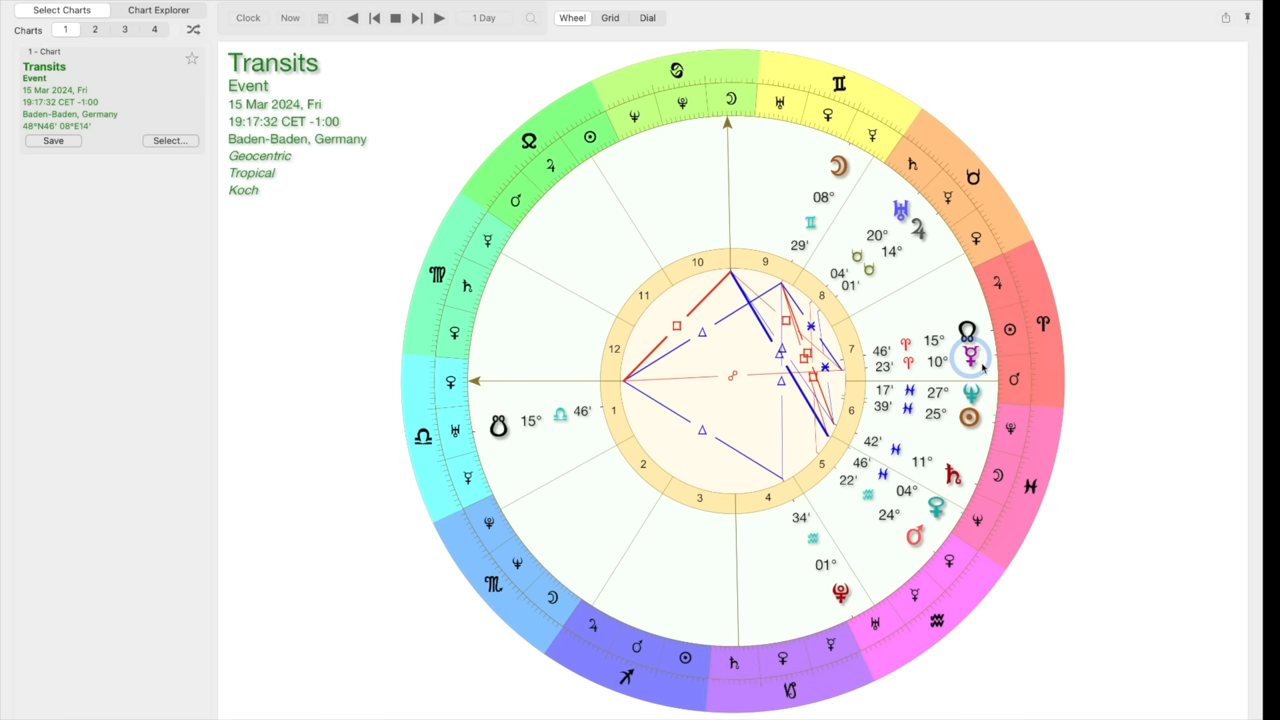 Select Charts
Chart Explorer
Charts 1 2 3 4
1 - Chart
Transits
Event
15 Mar 2024, Fri
19:17:32 CET -1:00
Baden-Baden, Germany
48°N46' 08°E14'
Save
Select...
Clock
Now
1 Day
Wheel
Grid
Dial
Transits
Event
15 Mar 2024, Fri
19:17:32 CET -1:00
Baden-Baden, Germany
Geocentric
Tropical
Koch
☽ 08° ♊ 29'
♅ 20° ♉ 04'
♃ 14° ♉ 01'
☊ 15° ♈ 46'
☿ 10° ♈ 23'
♆ 27° ♓ 17'
☉ 25° ♓ 39'
♄ 11° ♓ 42'
♀ 04° ♓ 46'
♂ 24° ♒ 22'
01° ♒ 34'
☋ 15° ♎ 46'
1
2
3
4
5
6
7
8
9
10
11
12